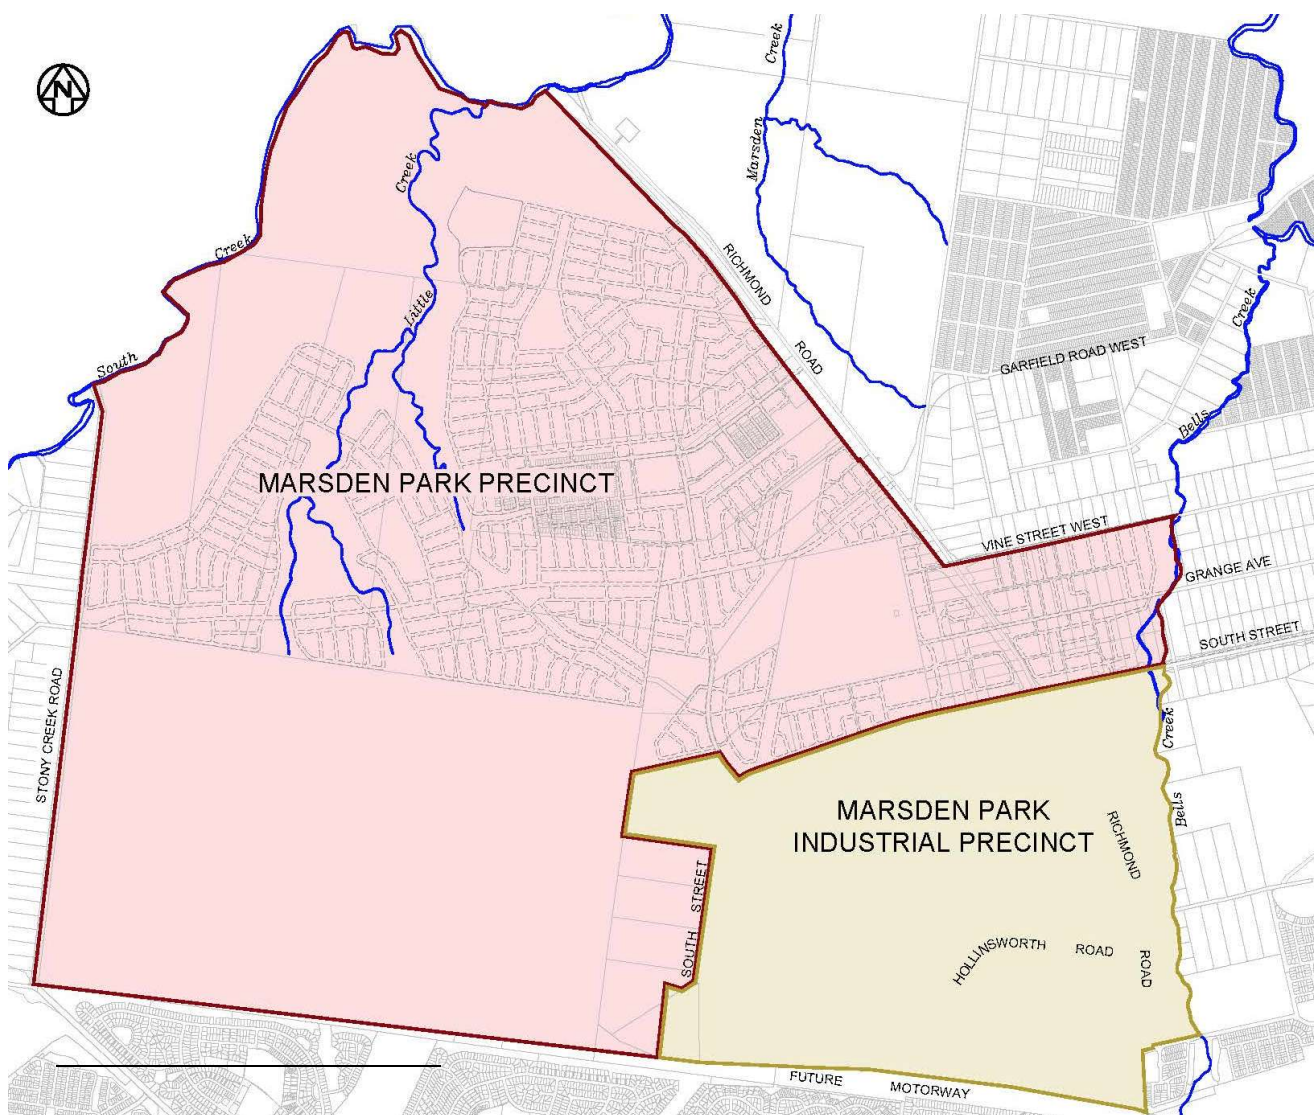 N
Creek
Marsden
Creek
Creek
Little
South
Creek
RICHMOND
ROAD
GARFIELD ROAD WEST
Creek
Bells
MARSDEN PARK PRECINCT
VINE STREET WEST
GRANGE AVE
SOUTH STREET
STONY CREEK ROAD
Creek
Bells
MARSDEN PARK
INDUSTRIAL PRECINCT
RICHMOND
ROAD
SOUTH STREET
HOLLINSWORTH ROAD
FUTURE MOTORWAY